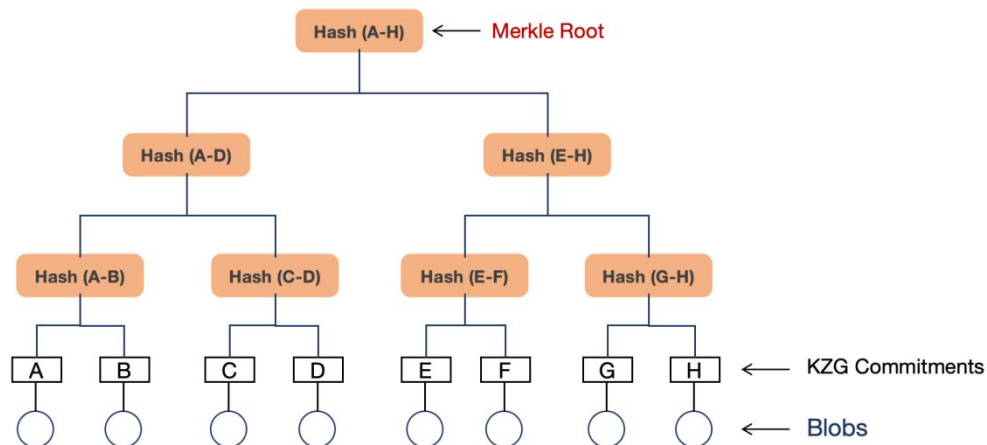 Hash (A-H)
Merkle Root
Hash (A-D)
Hash (E-H)
Hash (A-B)
Hash (C-D)
Hash (E-F)
Hash (G-H)
A
B
C
D
E
F
G
H
KZG Commitments
Blobs